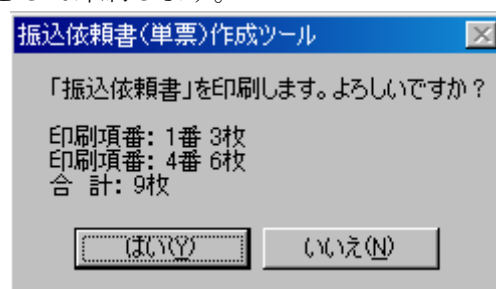 振込依頼書(単票)作成ツール
「振込依頼書」を印刷します。よろしいですか？
印刷項番: 1番 3枚
印刷項番: 4番 6枚
合 計: 9枚
はい(Y)
いいえ(N)